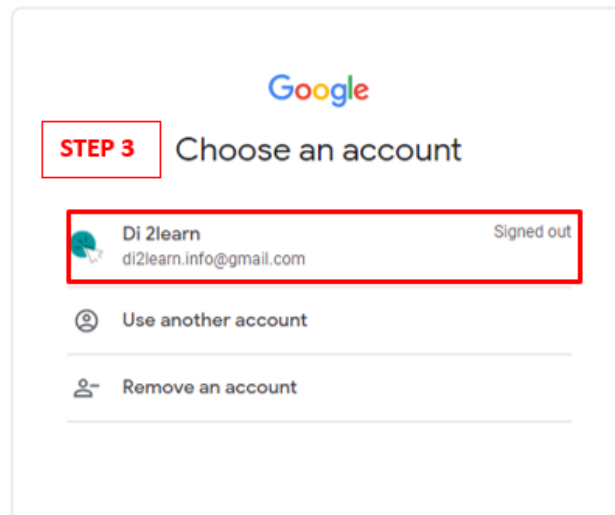 Google
STEP 3
Choose an account
Di 2learn
Signed out
di2learn.info@gmail.com
Use another account
Remove an account